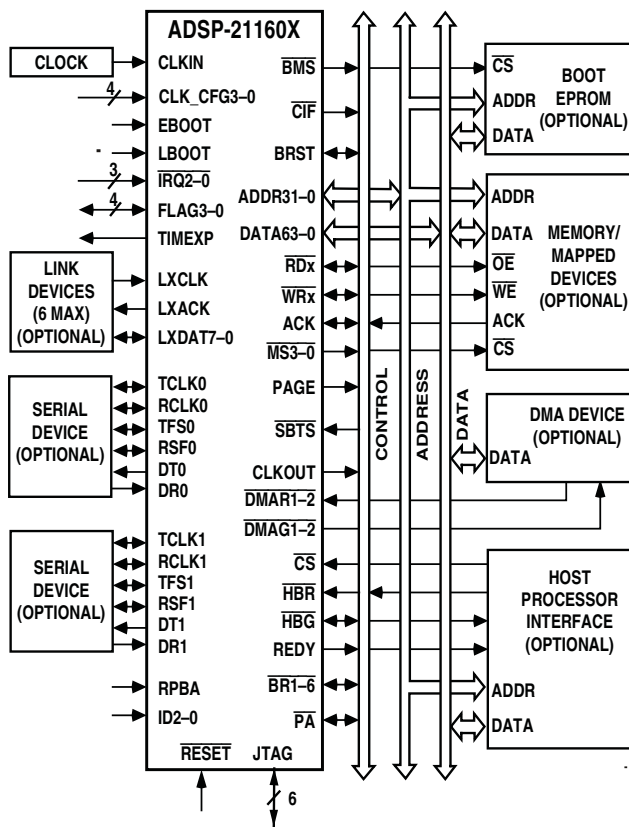 ADSP-21160X
CLOCK
CLKIN
4
CLK_CFG3–0
EBOOT
LBOOT
3
IRQ2–0
4
FLAG3–0
TIMEXP
LINK
DEVICES
(6 MAX)
(OPTIONAL)
LXCLK
LXACK
LXDAT7–0
SERIAL
DEVICE
(OPTIONAL)
TCLK0
RCLK0
TFS0
RSF0
DT0
DR0
SERIAL
DEVICE
(OPTIONAL)
TCLK1
RCLK1
TFS1
RSF1
DT1
DR1
RPBA
ID2–0
RESET
JTAG
6
BMS
CIF
BRST
ADDR31–0
DATA63–0
RDx
WRx
ACK
MS3–0
PAGE
SBTS
CLKOUT
DMAR1–2
DMAG1–2
CS
HBR
HBG
REDY
BR1–6
PA
CONTROL
ADDRESS
DATA
CS
ADDR
DATA
BOOT
EPROM
(OPTIONAL)
ADDR
DATA
OE
WE
ACK
CS
MEMORY/
MAPPED
DEVICES
(OPTIONAL)
DMA DEVICE
(OPTIONAL)
DATA
HOST
PROCESSOR
INTERFACE
(OPTIONAL)
ADDR
DATA